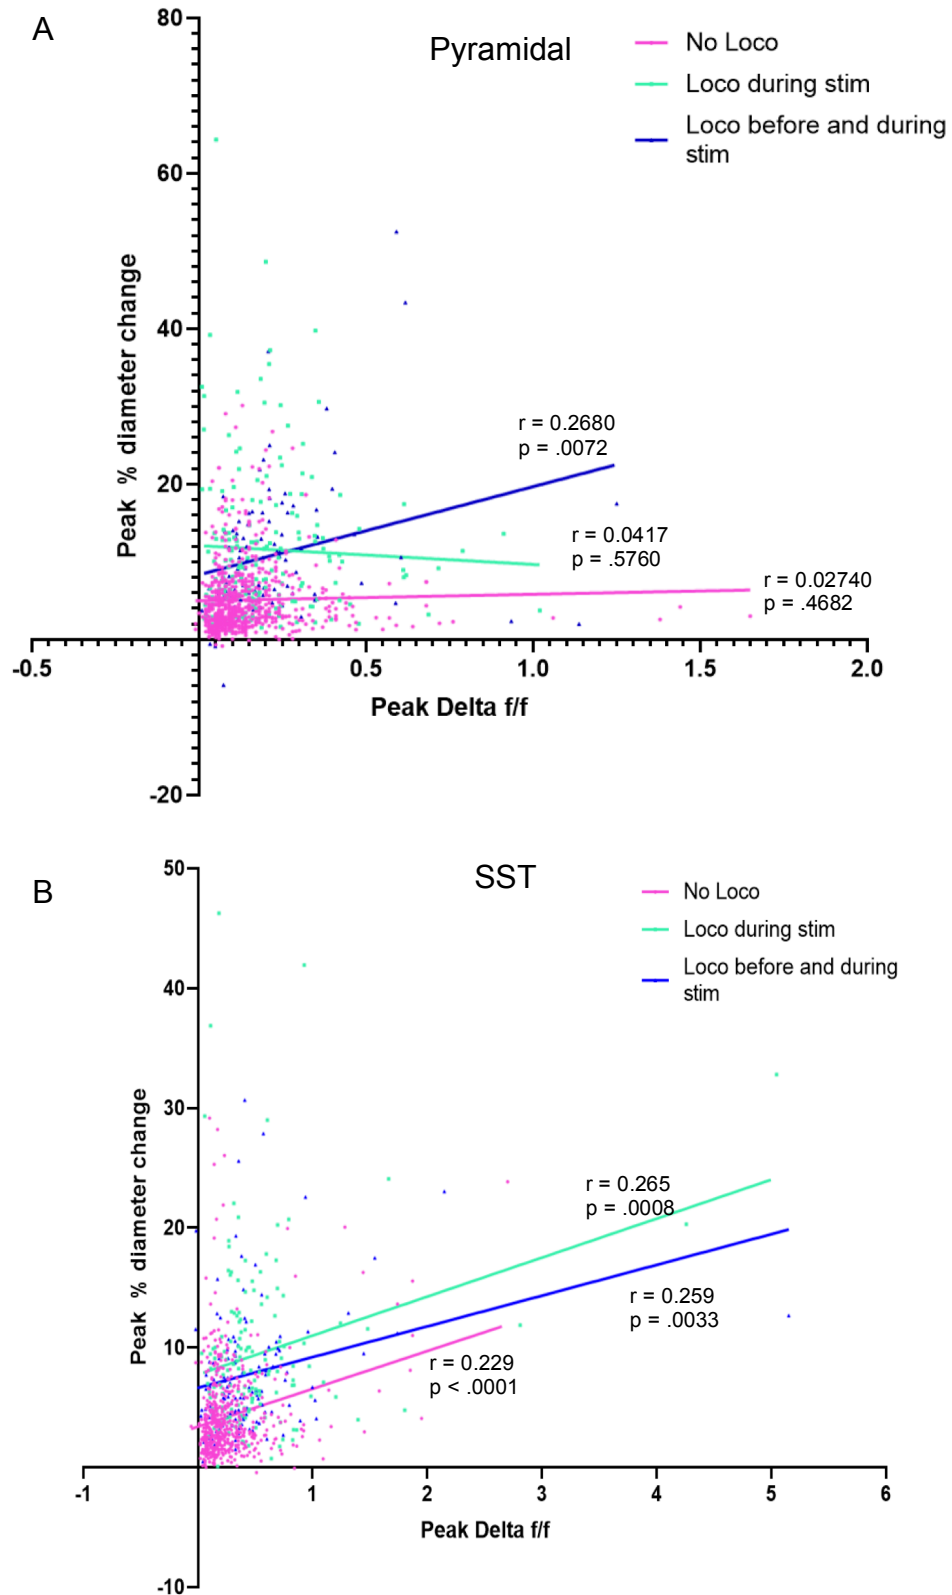 A
Pyramidal
No Loco
Loco during stim
Loco before and during
stim
80
60
40
20
-20
Peak % diameter change
r = 0.2680
p = .0072
r = 0.0417
p = .5760
r = 0.02740
p = .4682
-0.5
0.5
1.0
1.5
2.0
Peak Delta f/f
B
SST
No Loco
Loco during stim
Loco before and during
stim
50
40
30
20
10
-10
Peak % diameter change
r = 0.265
p = .0008
r = 0.259
p = .0033
r = 0.229
p < .0001
-1
1
2
3
4
5
6
Peak Delta f/f